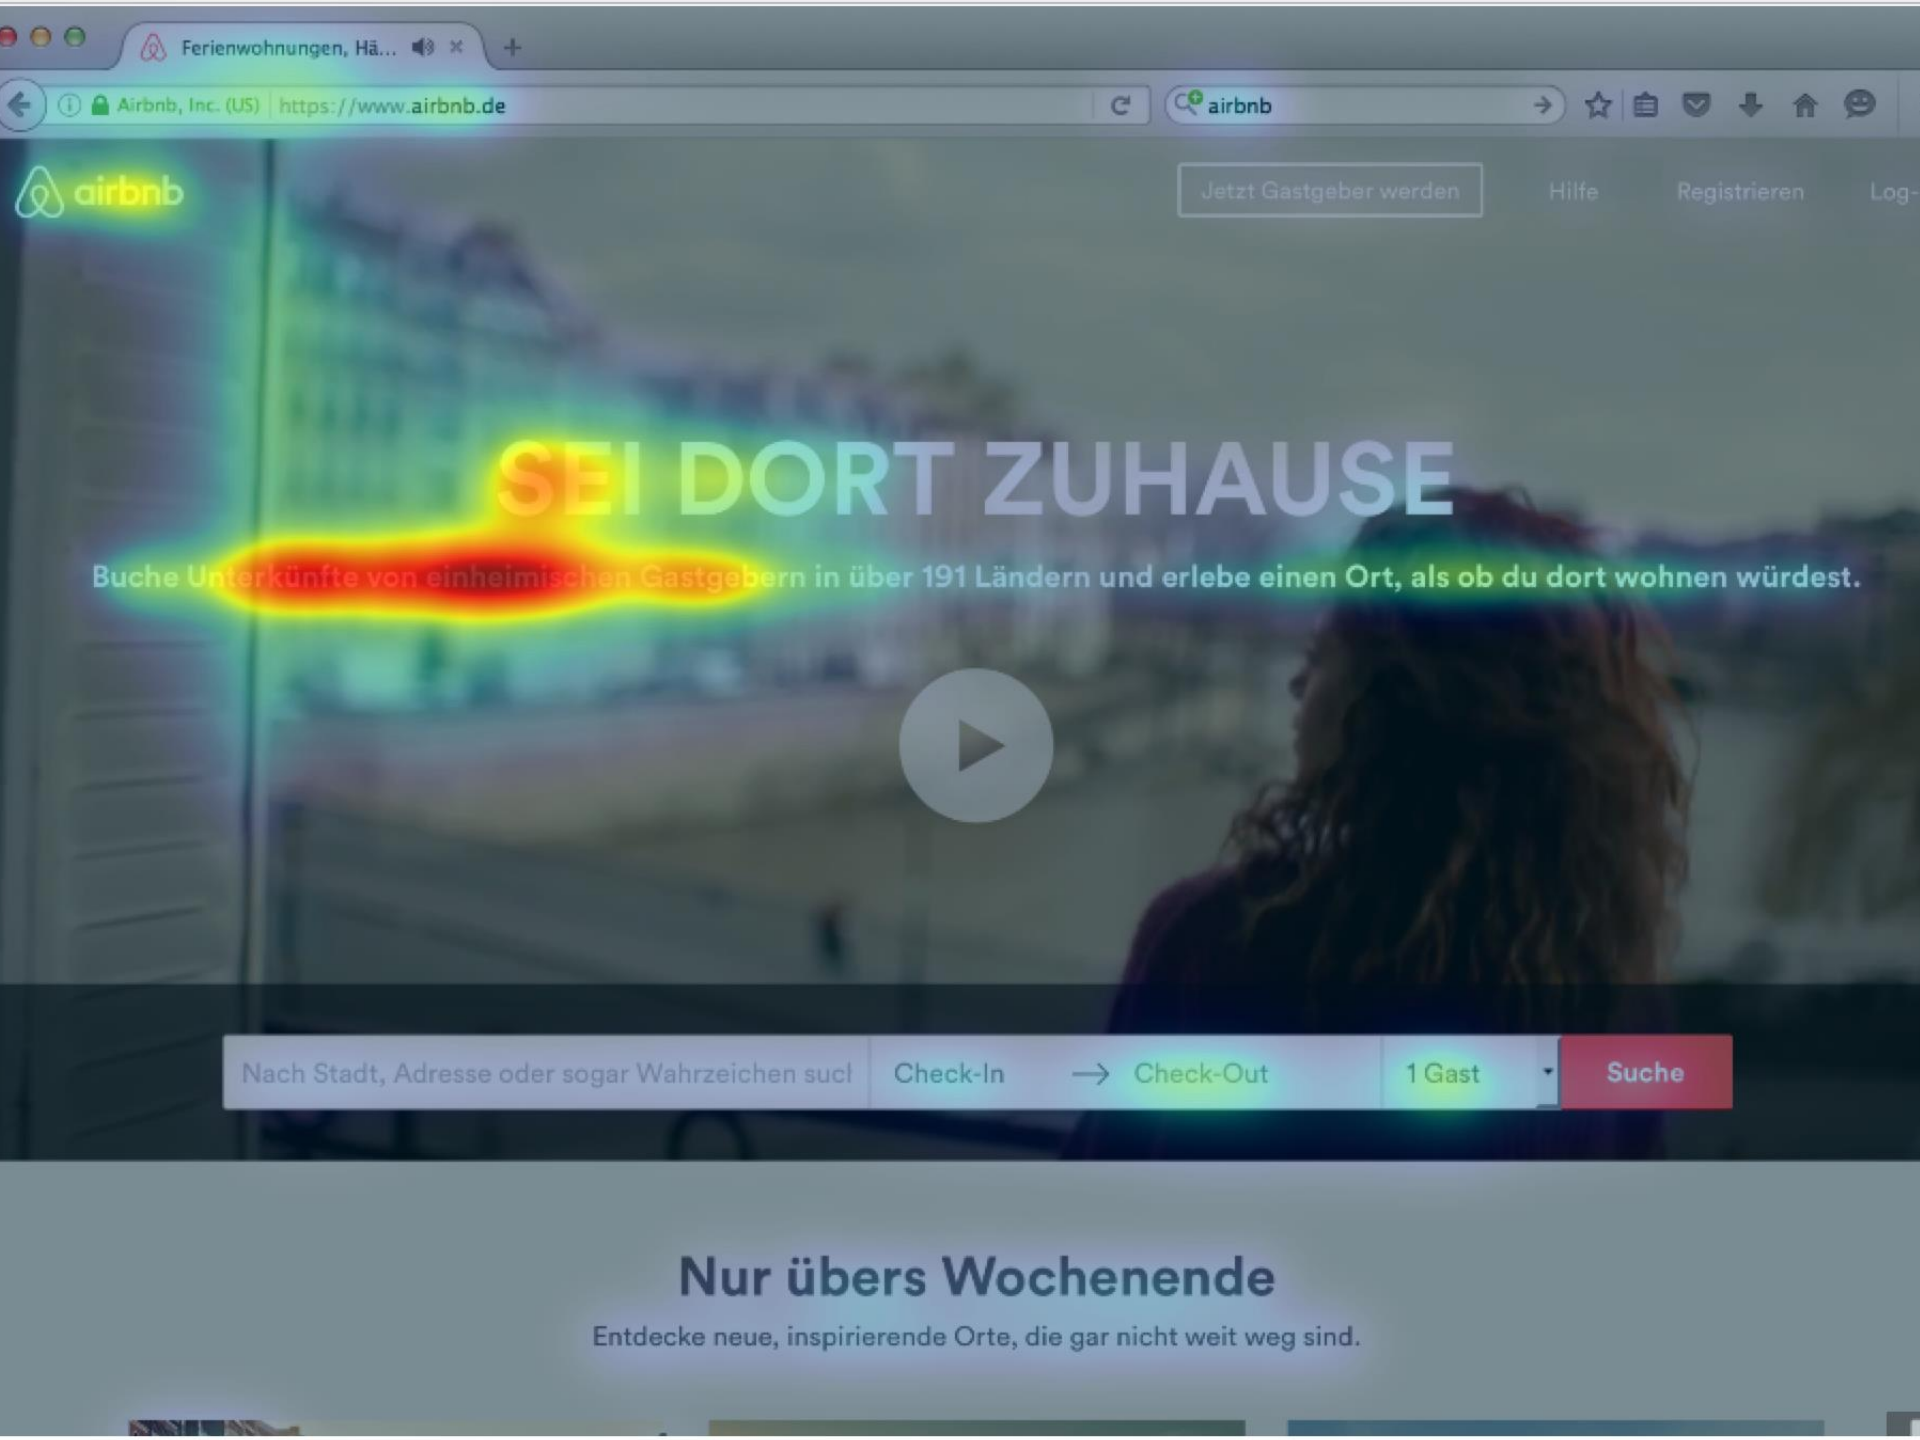 Ferienwohnungen, Hä...
Airbnb, Inc. (US) https://www.airbnb.de
airbnb
airbnb
Jetzt Gastgeber werden
Hilfe
Registrieren
Log-
SEI DORT ZUHAUSE
Buche Unterkünfte von einheimischen Gastgebern in über 191 Ländern und erlebe einen Ort, als ob du dort wohnen würdest.
Nach Stadt, Adresse oder sogar Wahrzeichen sucl
Check-In
Check-Out
1 Gast
Suche
Nur übers Wochenende
Entdecke neue, inspirierende Orte, die gar nicht weit weg sind.